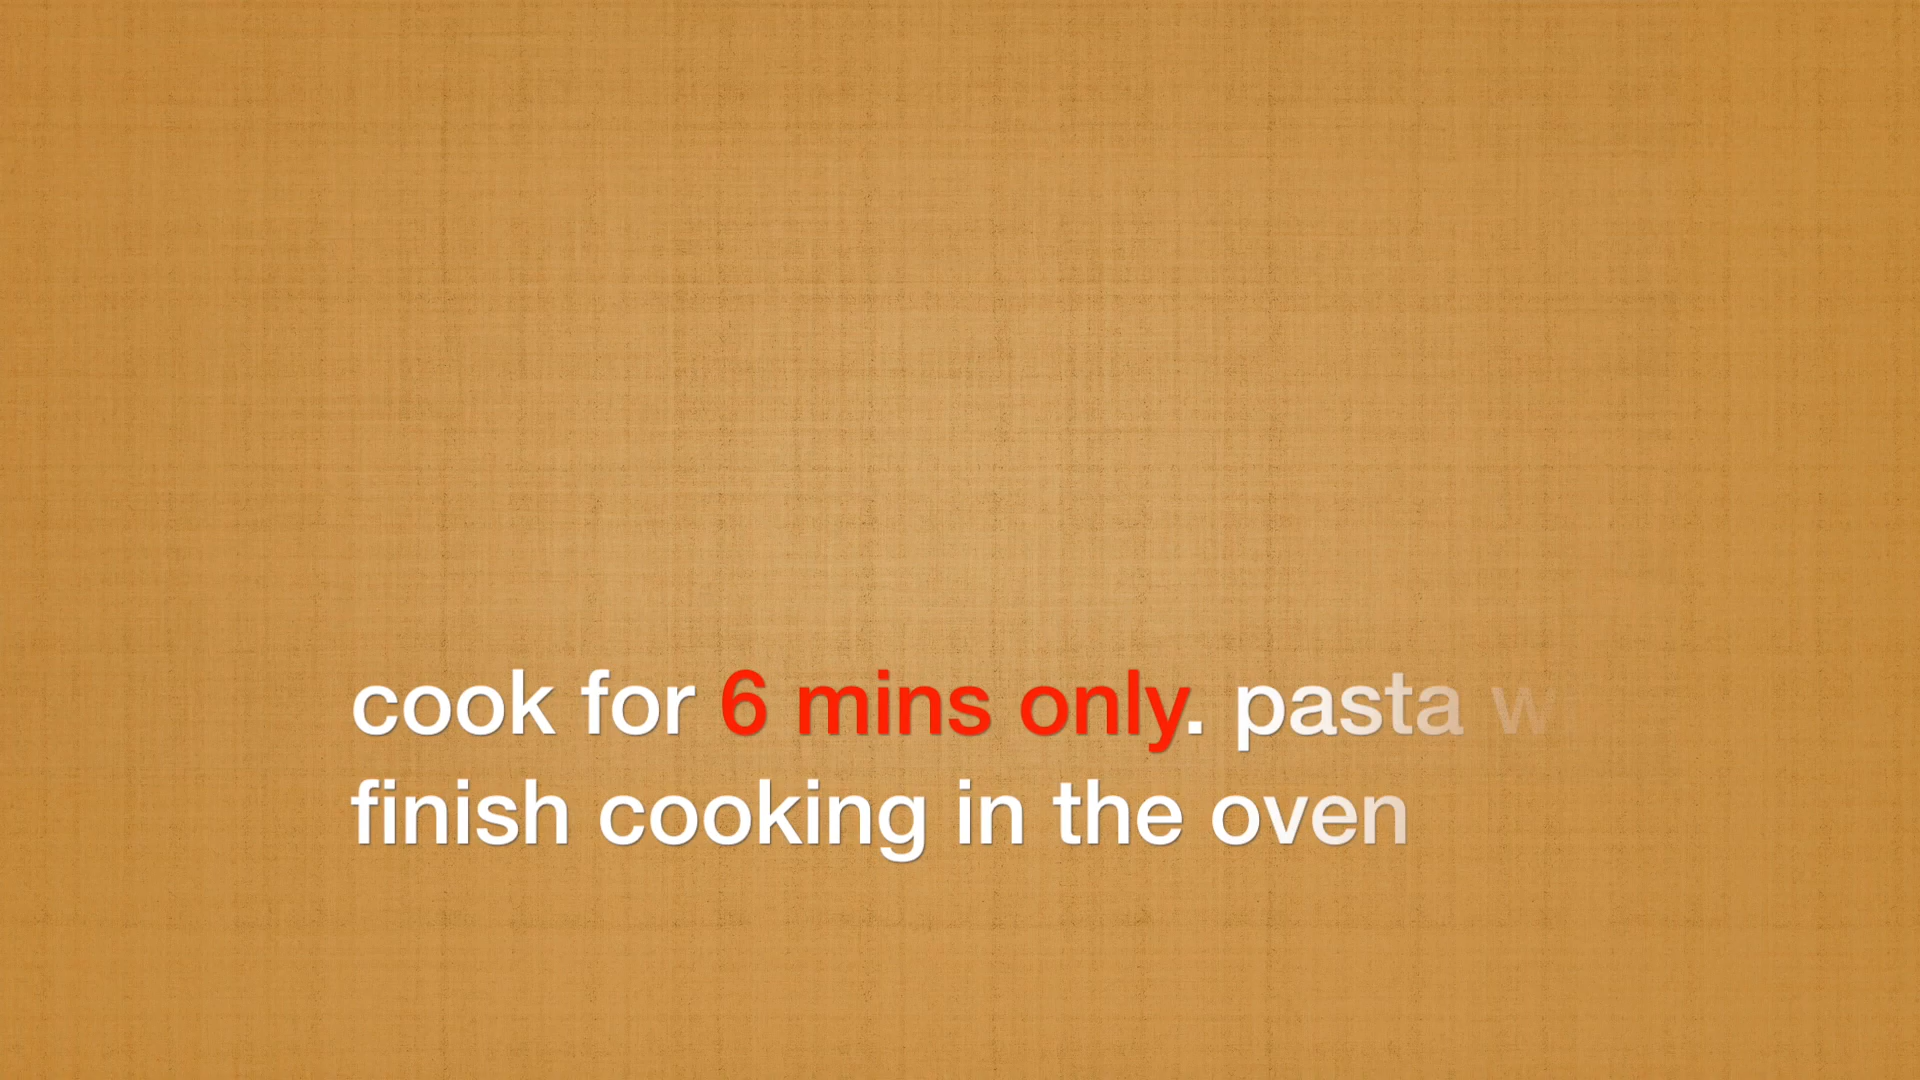 cook for 6 mins only. pasta
finish cooking in the oven